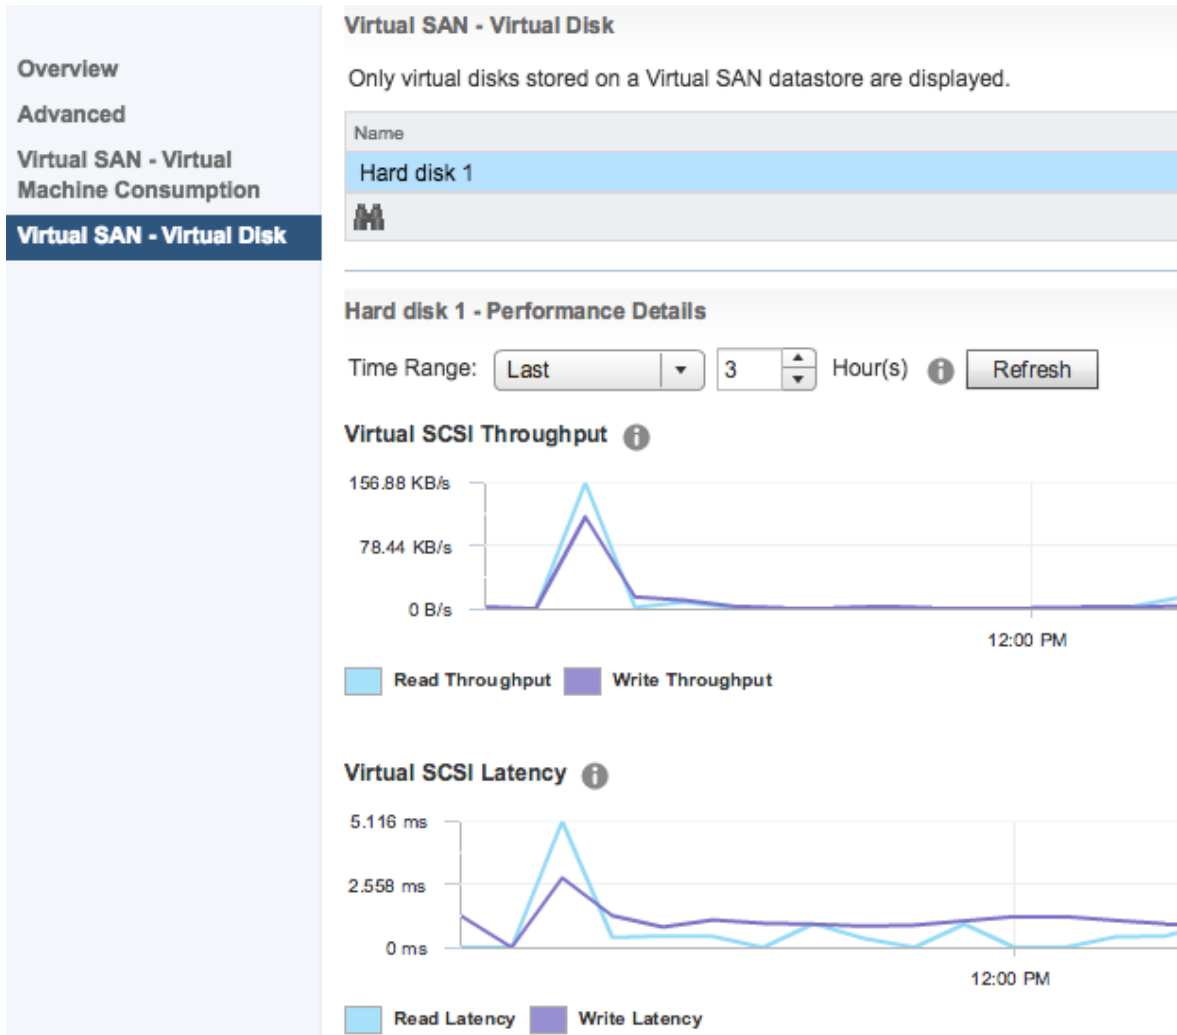 Overview
Advanced
Virtual SAN - Virtual
Machine Consumption
Virtual SAN - Virtual Disk
Virtual SAN - Virtual Disk
Only virtual disks stored on a Virtual SAN datastore are displayed.
Name
Hard disk 1
Hard disk 1 - Performance Details
Time Range: Last 3 Hour(s) Refresh
Virtual SCSI Throughput
156.88 KB/s
78.44 KB/s
0 B/s
12:00 PM
Read Throughput Write Throughput
Virtual SCSI Latency
5.116 ms
2.558 ms
0 ms
12:00 PM
Read Latency Write Latency